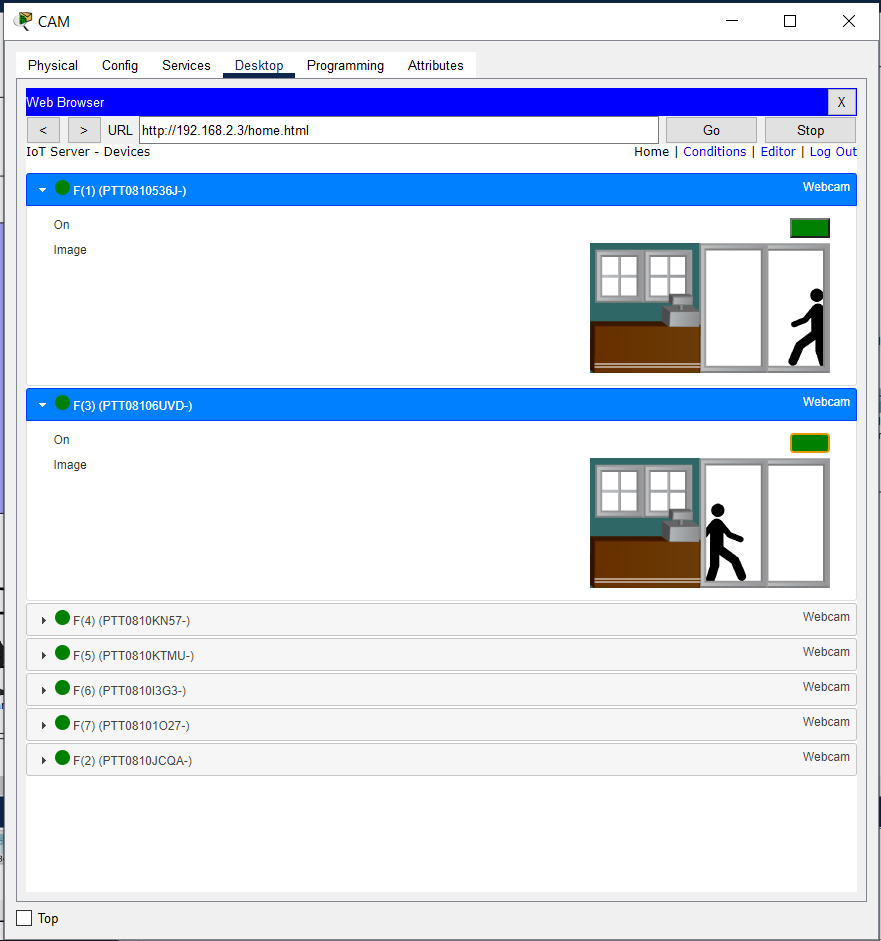 CAM
Physical Config Services Desktop Programming Attributes
Web Browser X
< > URL http://192.168.2.3/home.html Go Stop
IoT Server - Devices Home | Conditions | Editor | Log Out
F(1) (PTT0810536J-) Webcam
On
Image
F(3) (PTT08106UVD-) Webcam
On
Image
F(4) (PTT0810KN57-) Webcam
F(5) (PTT0810KTMU-) Webcam
F(6) (PTT0810I3G3-) Webcam
F(7) (PTT08101O27-) Webcam
F(2) (PTT0810JCQA-) Webcam
Top